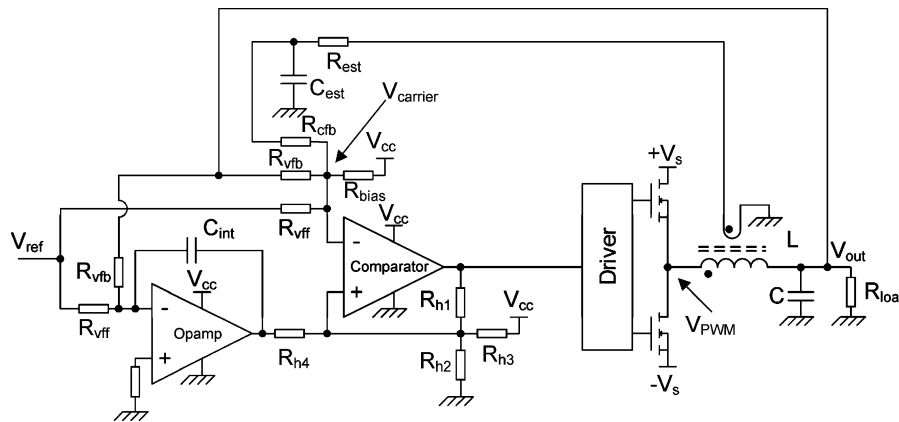 R_est
C_est
V_carrier
R_cfb
V_cc
R_vfb
R_bias
+V_s
C_int
R_vff
V_cc
V_ref
R_vfb
V_cc
-
Comparator
+
Driver
L
V_out
R_vff
-
Opamp
+
R_h1
V_cc
V_PWM
C
R_loa
R_h4
R_h2
R_h3
-V_s